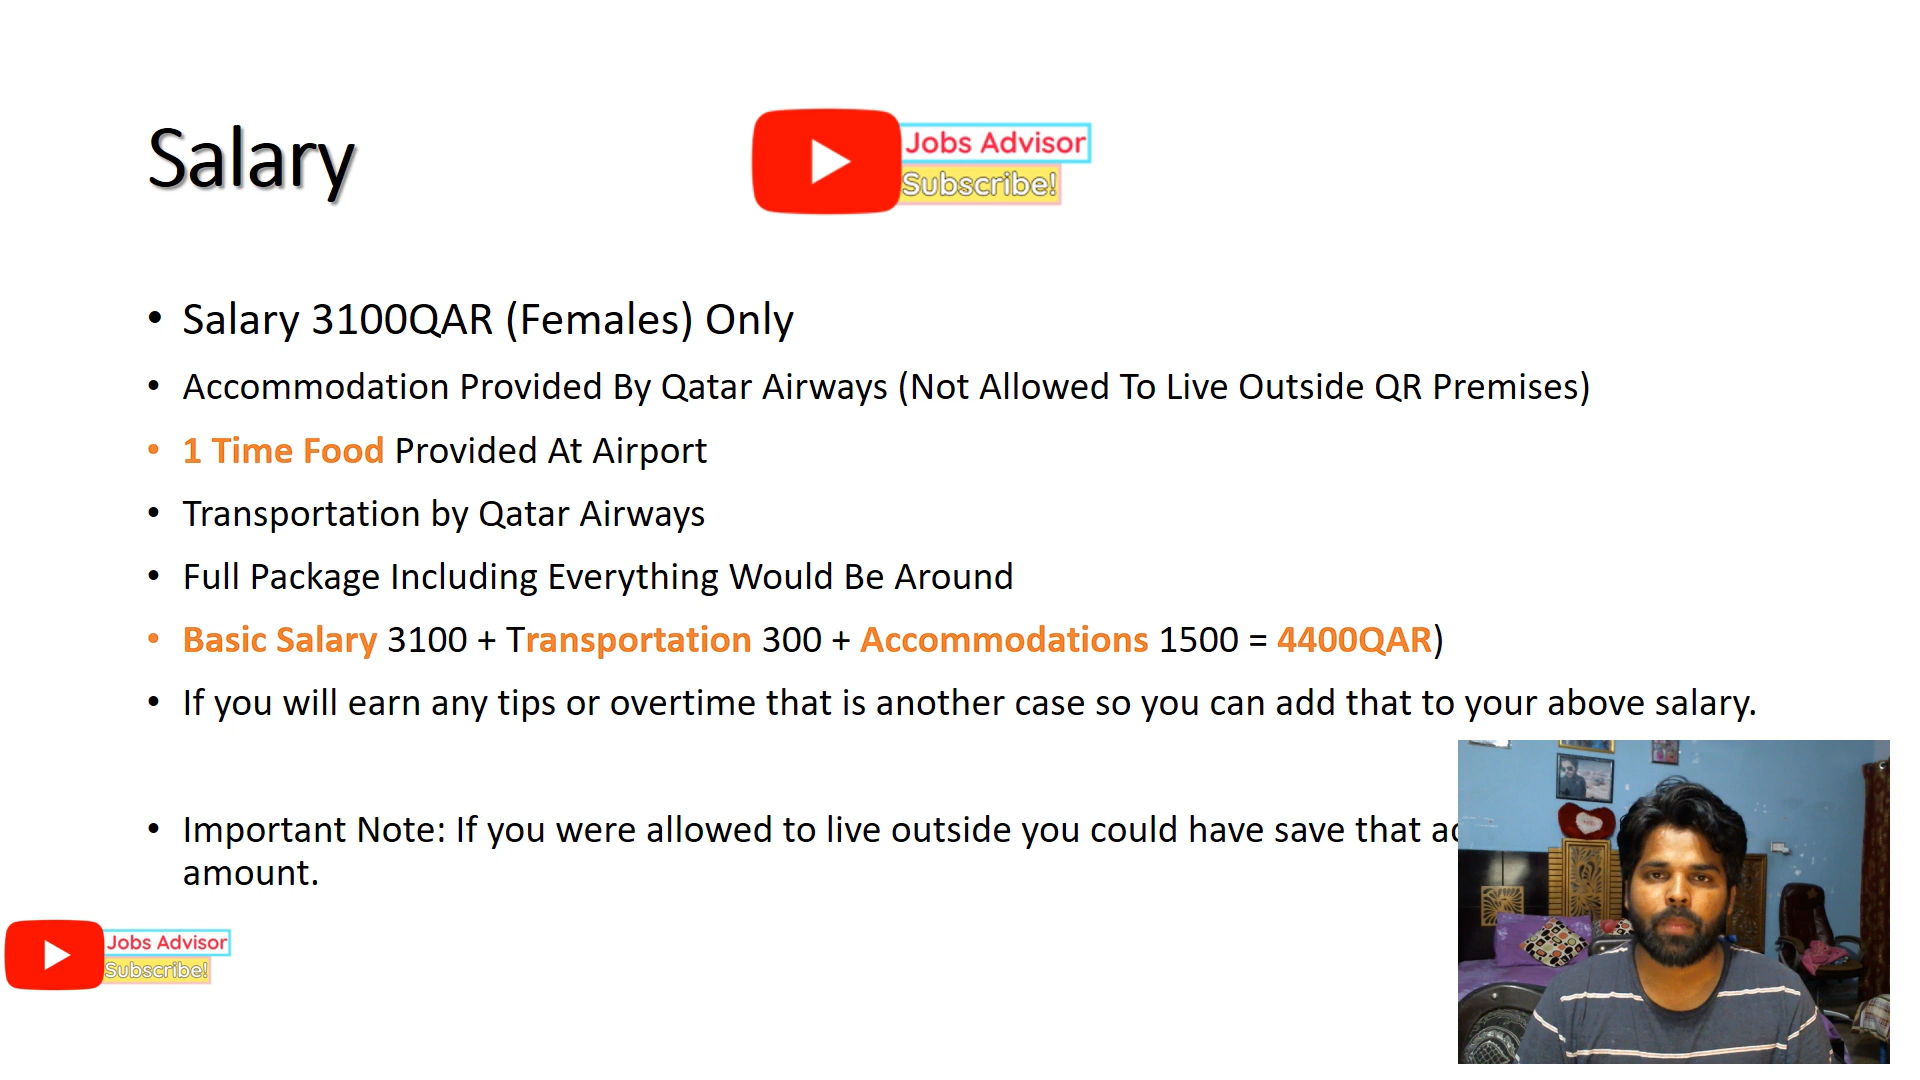 Salary
Jobs Advisor
Subscribe!
• Salary 3100QAR (Females) Only
• Accommodation Provided By Qatar Airways (Not Allowed To Live Outside QR Premises)
• 1 Time Food Provided At Airport
• Transportation by Qatar Airways
• Full Package Including Everything Would Be Around
• Basic Salary 3100 + Transportation 300 + Accommodations 1500 = 4400QAR)
• If you will earn any tips or overtime that is another case so you can add that to your above salary.
• Important Note: If you were allowed to live outside you could have save that
amount.
Jobs Advisor
Subscribe!